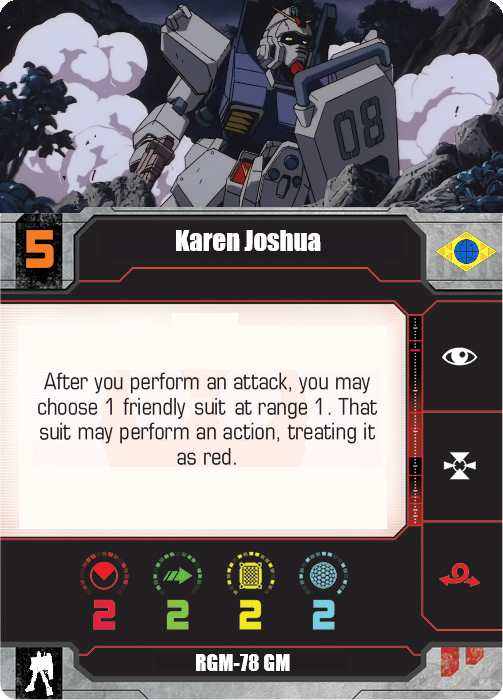 08
5
Karen Joshua
After you perform an attack, you may
choose 1 friendly suit at range 1. That
suit may perform an action, treating it
as red.
2 2 2 2
RGM-78 GM